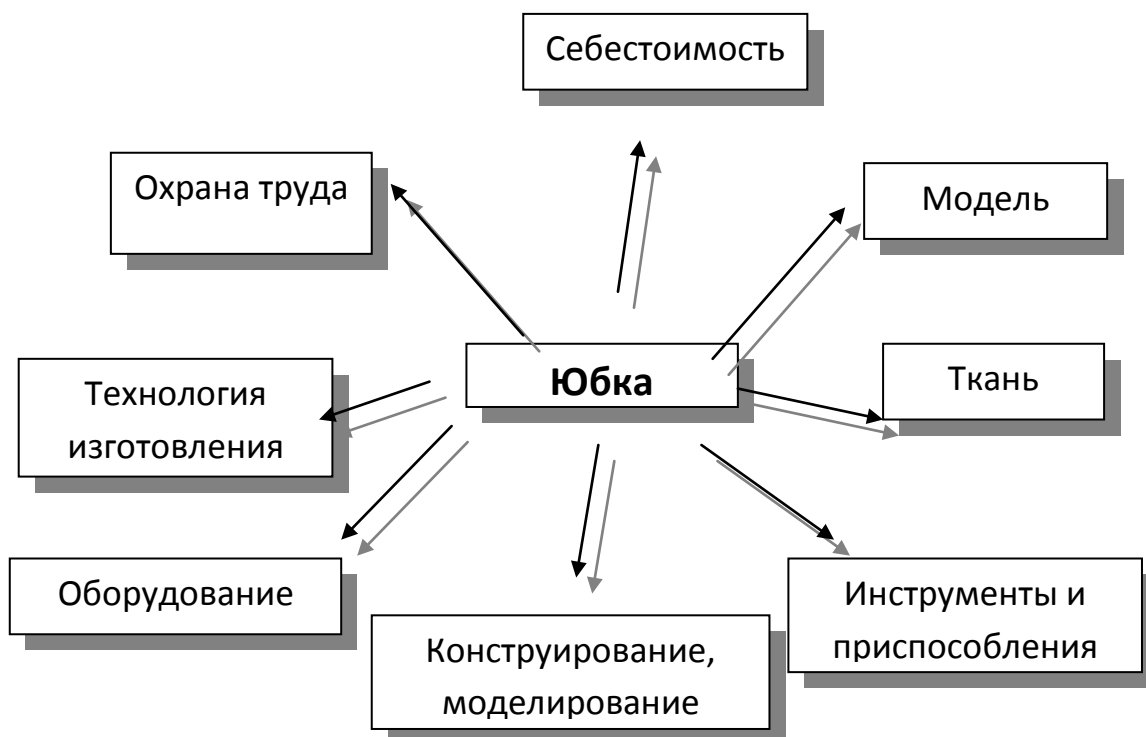 Себестоимость
Охрана труда
Модель
Юбка
Ткань
Технология
изготовления
Оборудование
Инструменты и
приспособления
Конструирование,
моделирование